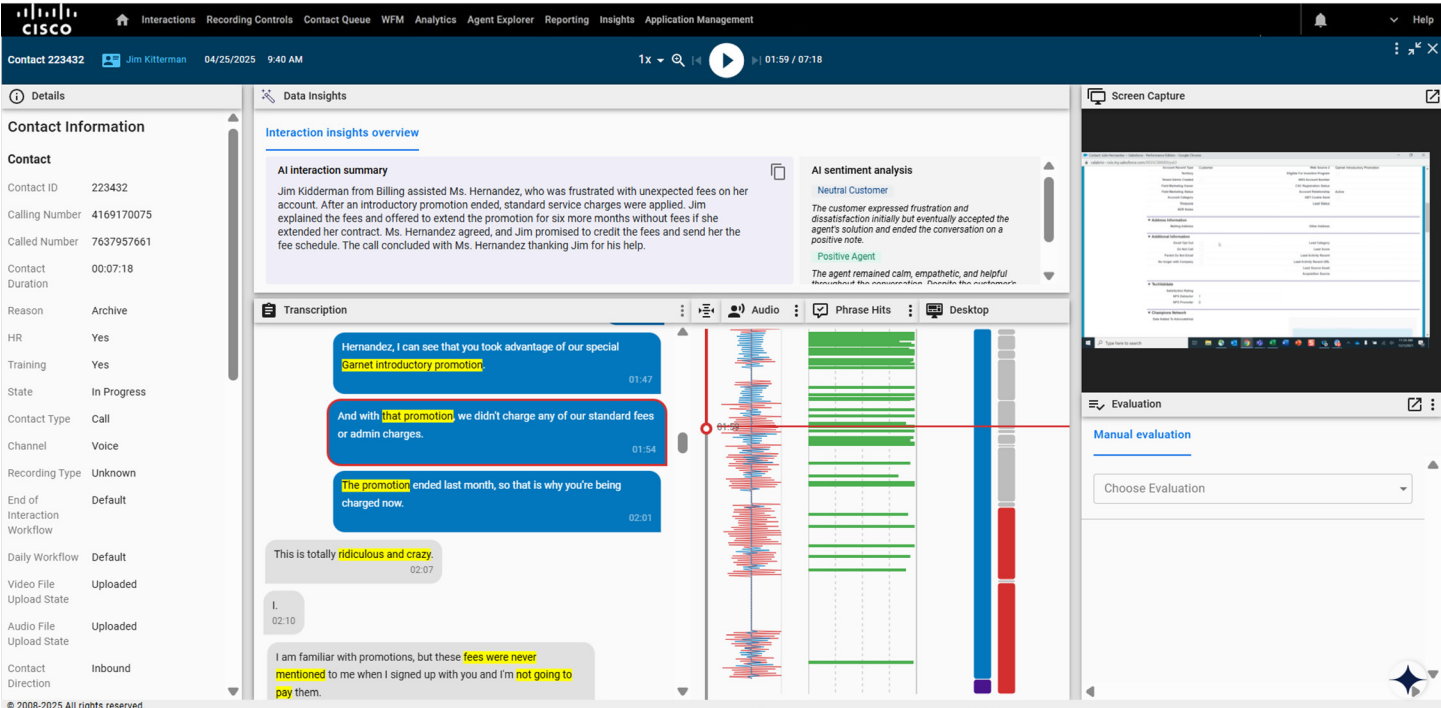 CISCO
Interactions Recording Controls Contact Queue WFM Analytics Agent Explorer Reporting Insights Application Management
Help
Contact 223432 Jim Kitterman 04/25/2025 9:40 AM
1x 01:59 / 07:18
Details
Contact Information
Contact
Contact ID 223432
Calling Number 4169170075
Called Number 7637957661
Contact Duration 00:07:18
Reason Archive
HR Yes
Training Yes
State In Progress
Contact Type Call
Channel Voice
Recording Type Unknown
End of Interaction Workflow Default
Daily Workflow Default
Video File Upload State Uploaded
Audio File Upload State Uploaded
Contact Direction Inbound
© 2008-2025 All rights reserved.
Data Insights
Interaction insights overview
AI interaction summary
Jim Kidderman from Billing assisted Ms. Hernandez, who was frustrated with unexpected fees on her
account. After an introductory promotion ended, standard service charges were applied. Jim
explained the fees and offered to extend the promotion for six more months without fees if she
extended her contract. Ms. Hernandez agreed, and Jim promised to credit the fees and send her the
fee schedule. The call concluded with Ms. Hernandez thanking Jim for his help.
AI sentiment analysis
Neutral Customer
The customer expressed frustration and
dissatisfaction initially but eventually accepted the
agent's solution and ended the conversation on a
positive note.
Positive Agent
The agent remained calm, empathetic, and helpful
throughout the conversation. Despite the customer's
Transcription
Audio
Phrase Hits
Desktop
Hernandez, I can see that you took advantage of our special
Garnet introductory promotion.
01:47
And with that promotion, we didn't charge any of our standard fees
or admin charges.
01:54
The promotion ended last month, so that is why you're being
charged now.
02:01
This is totally ridiculous and crazy.
02:07
I.
02:10
I am familiar with promotions, but these fees were never
mentioned to me when I signed up with you and I'm not going to
pay them.
Screen Capture
Type here to search
Evaluation
Manual evaluation
Choose Evaluation